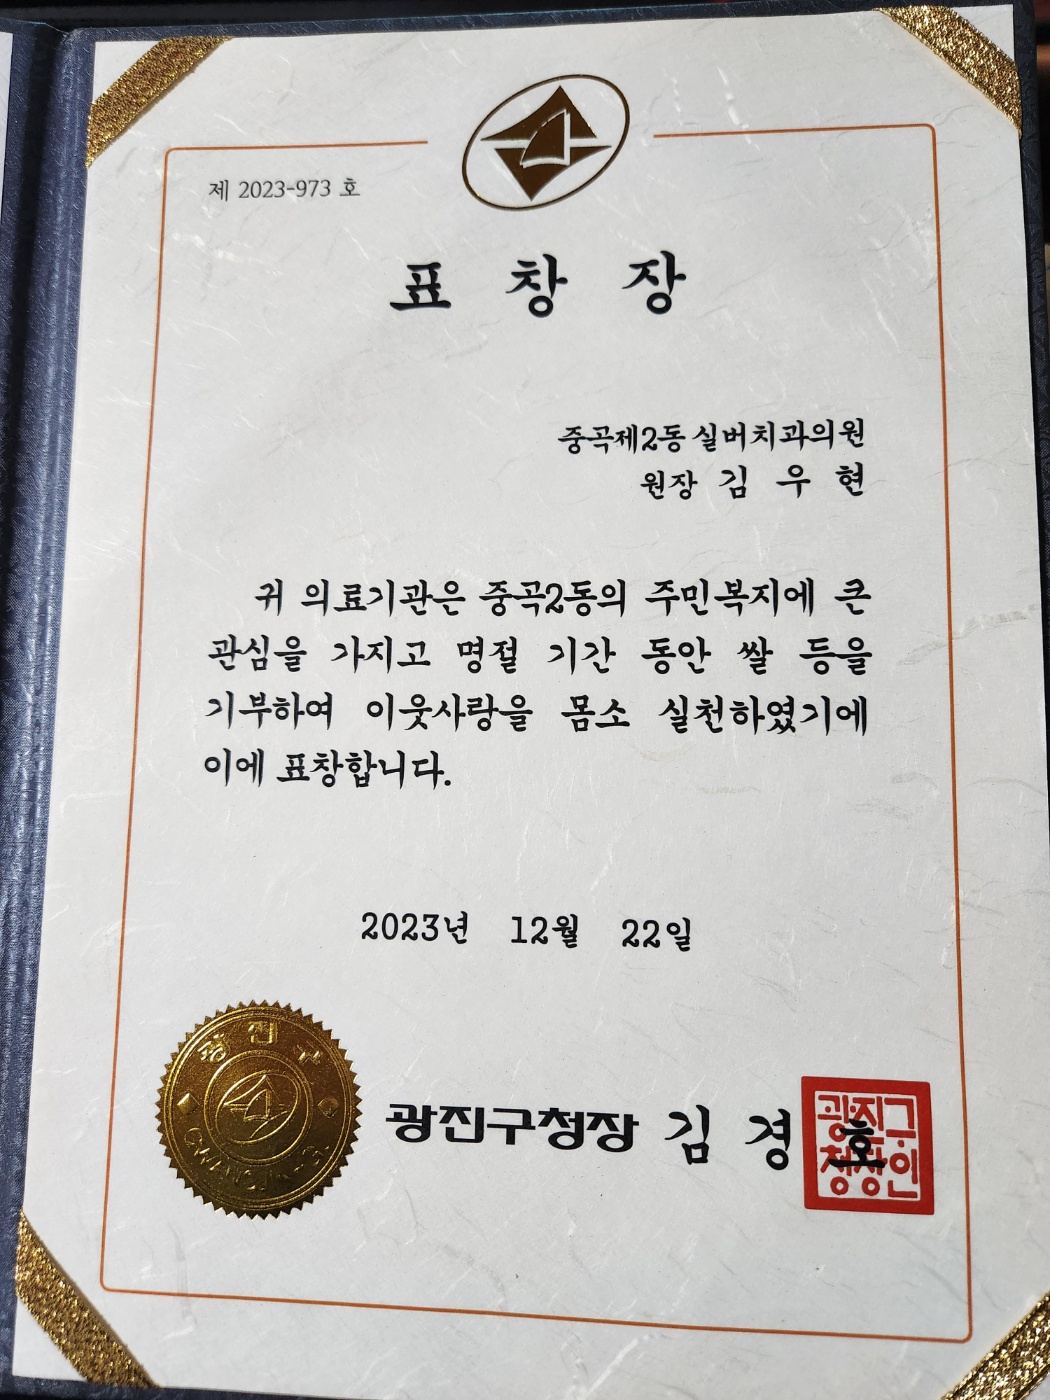 제 2023-973 호
표 창 장
중곡제2동 실버치과의원
원장 김 우 현
귀 의료기관은 중곡2동의 주민복지에 큰
관심을 가지고 명절 기간 동안 쌀 등을
기부하여 이웃사랑을 몸소 실천하였기에
이에 표창합니다.
2023년 12월 22일
광진구
GWANGJIN-GU
광진구청장 김 경 호
광진구
청장인